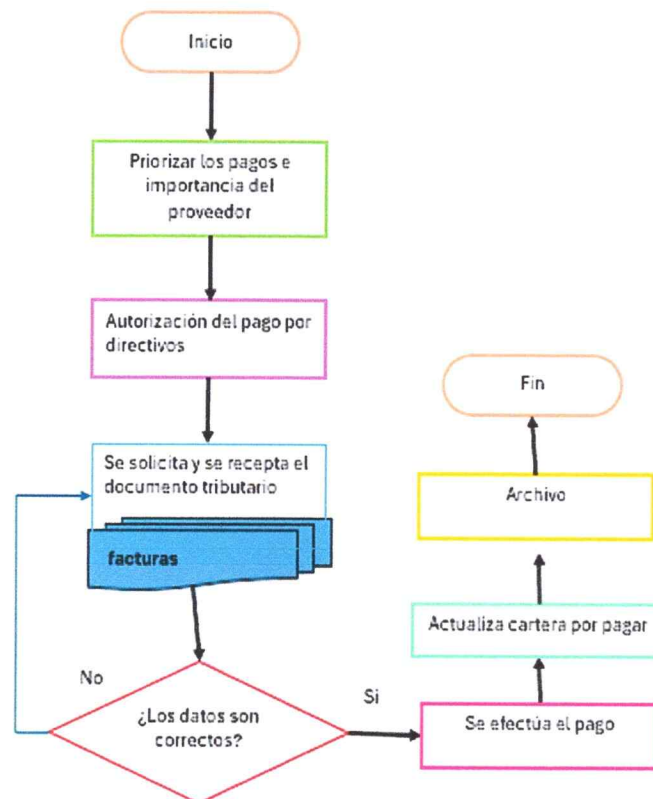 Inicio
Priorizar los pagos e
importancia del
proveedor
Autorización del pago por
directivos
Se solicita y se recepta el
documento tributario
facturas
¿Los datos son
correctos?
No
Si
Se efectúa el pago
Actualiza cartera por pagar
Archivo
Fin